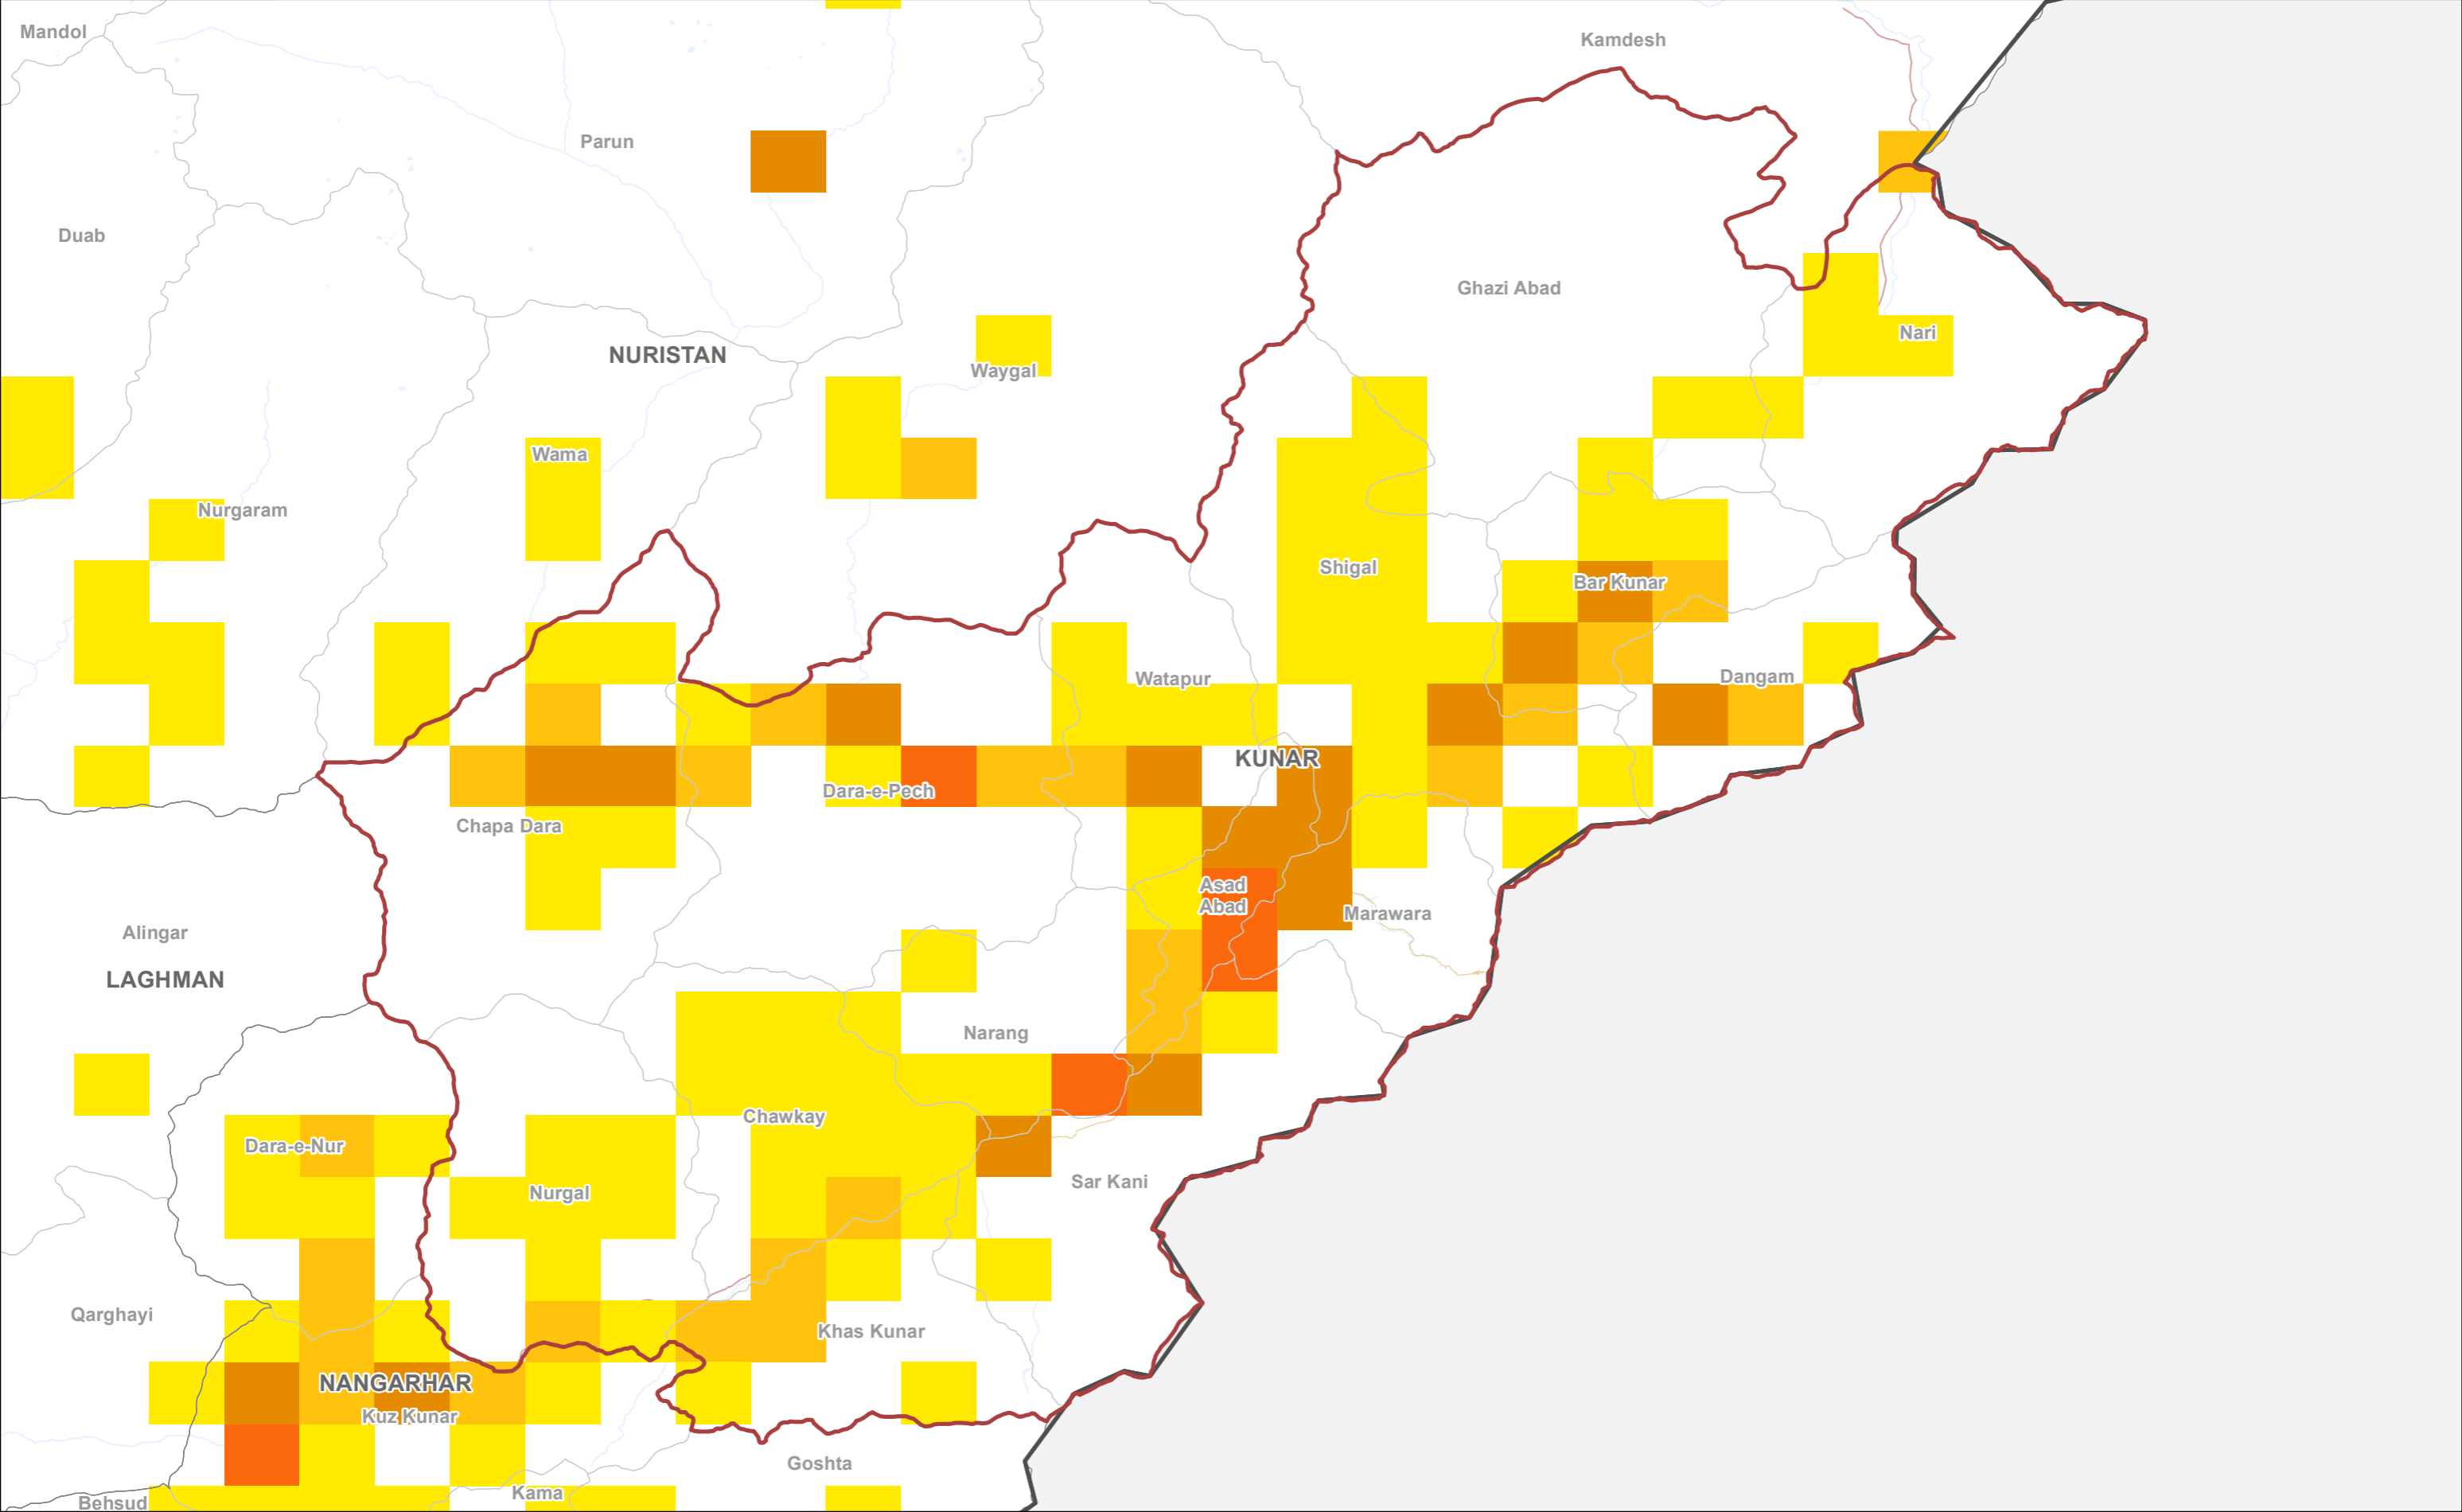 Mandol
Kamdesh
Parun
Duab
Ghazi Abad
Nari
NURISTAN
Waygal
Wama
Nurgaram
Shigal
Bar Kunar
Watapur
Dangam
KUNAR
Dara-e-Pech
Chapa Dara
Asad
Abad
Marawara
Alingar
LAGHMAN
Narang
Chawkay
Dara-e-Nur
Sar Kani
Nurgal
Qarghayi
Khas Kunar
NANGARHAR
Kuz Kunar
Goshta
Kama
Behsud